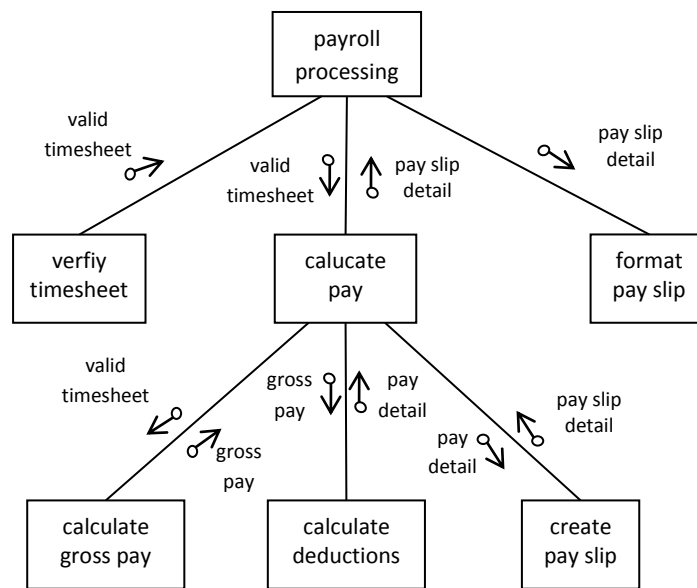 payroll
processing
valid
timesheet
valid
timesheet
pay slip
detail
pay slip
detail
verfiy
timesheet
calucate
pay
format
pay slip
valid
timesheet
gross
pay
gross
pay
pay
detail
pay
detail
pay slip
detail
calculate
gross pay
calculate
deductions
create
pay slip